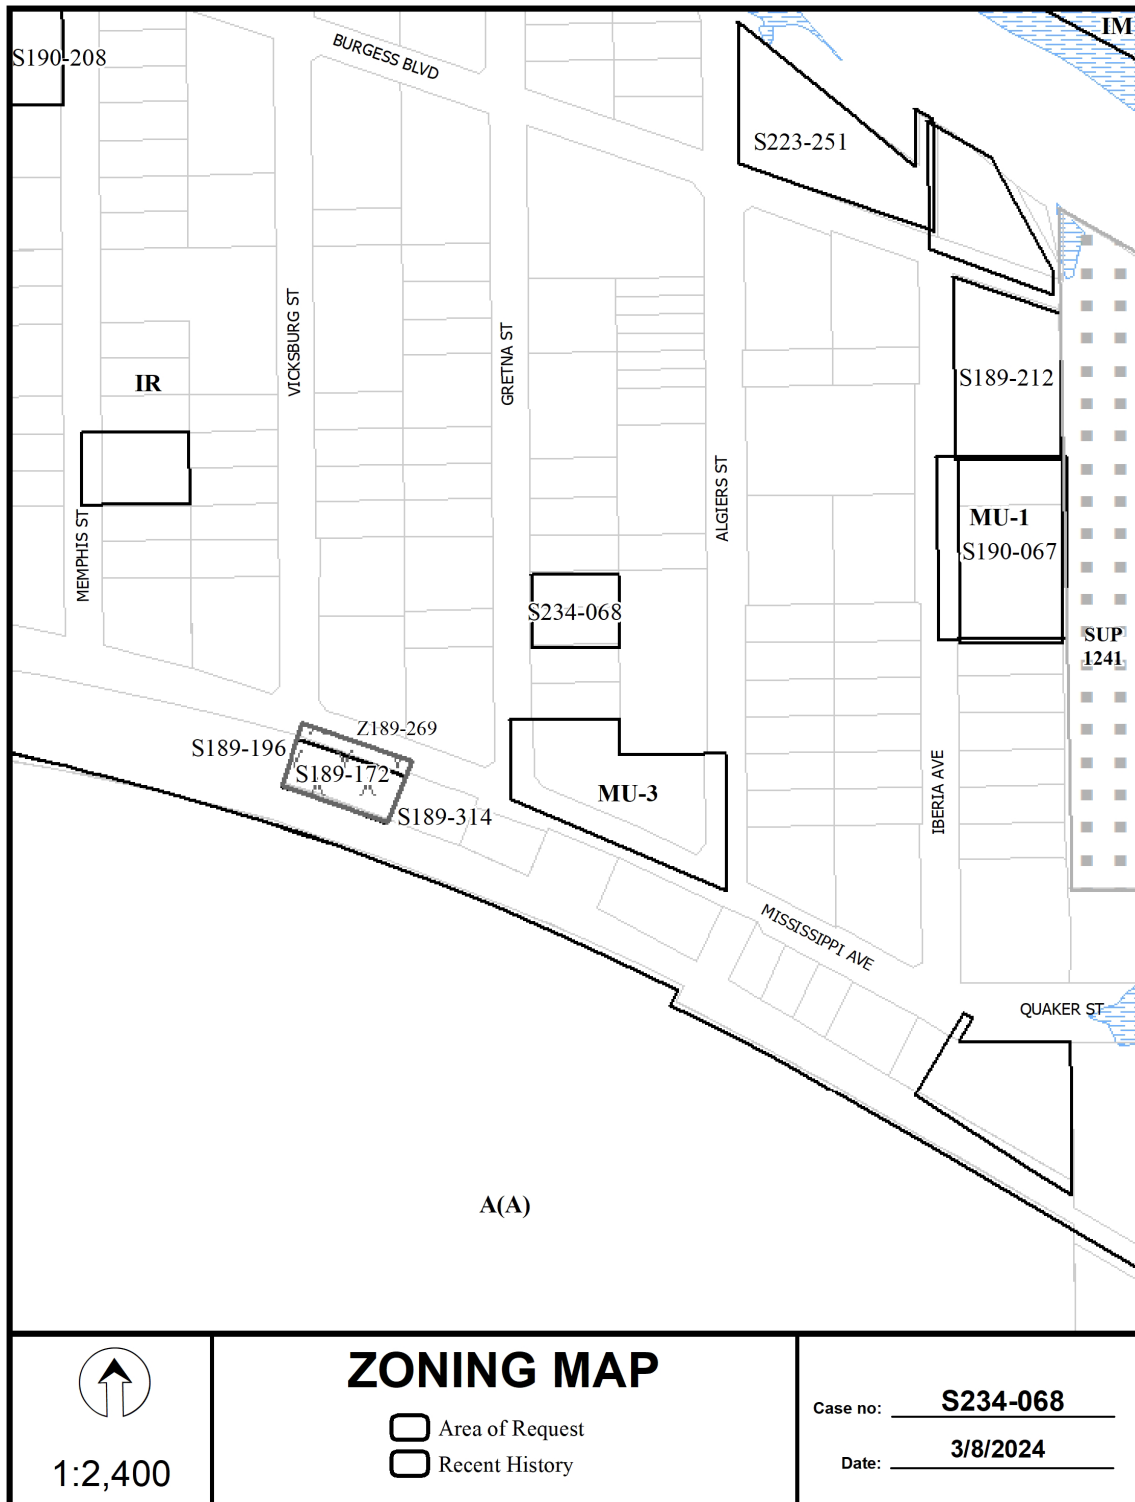 IM
S190-208
BURGESS BLVD
S223-251
VICKSBURG ST
GRETNA ST
IR
S189-212
ALGIERS ST
MEMPHIS ST
MU-1
S190-067
S234-068
SUP
1241
Z189-269
S189-196
S189-172
MU-3
S189-314
IBERIA AVE
MISSISSIPPI AVE
QUAKER ST
A(A)
1:2,400
ZONING MAP
Area of Request
Recent History
Case no: S234-068
Date: 3/8/2024